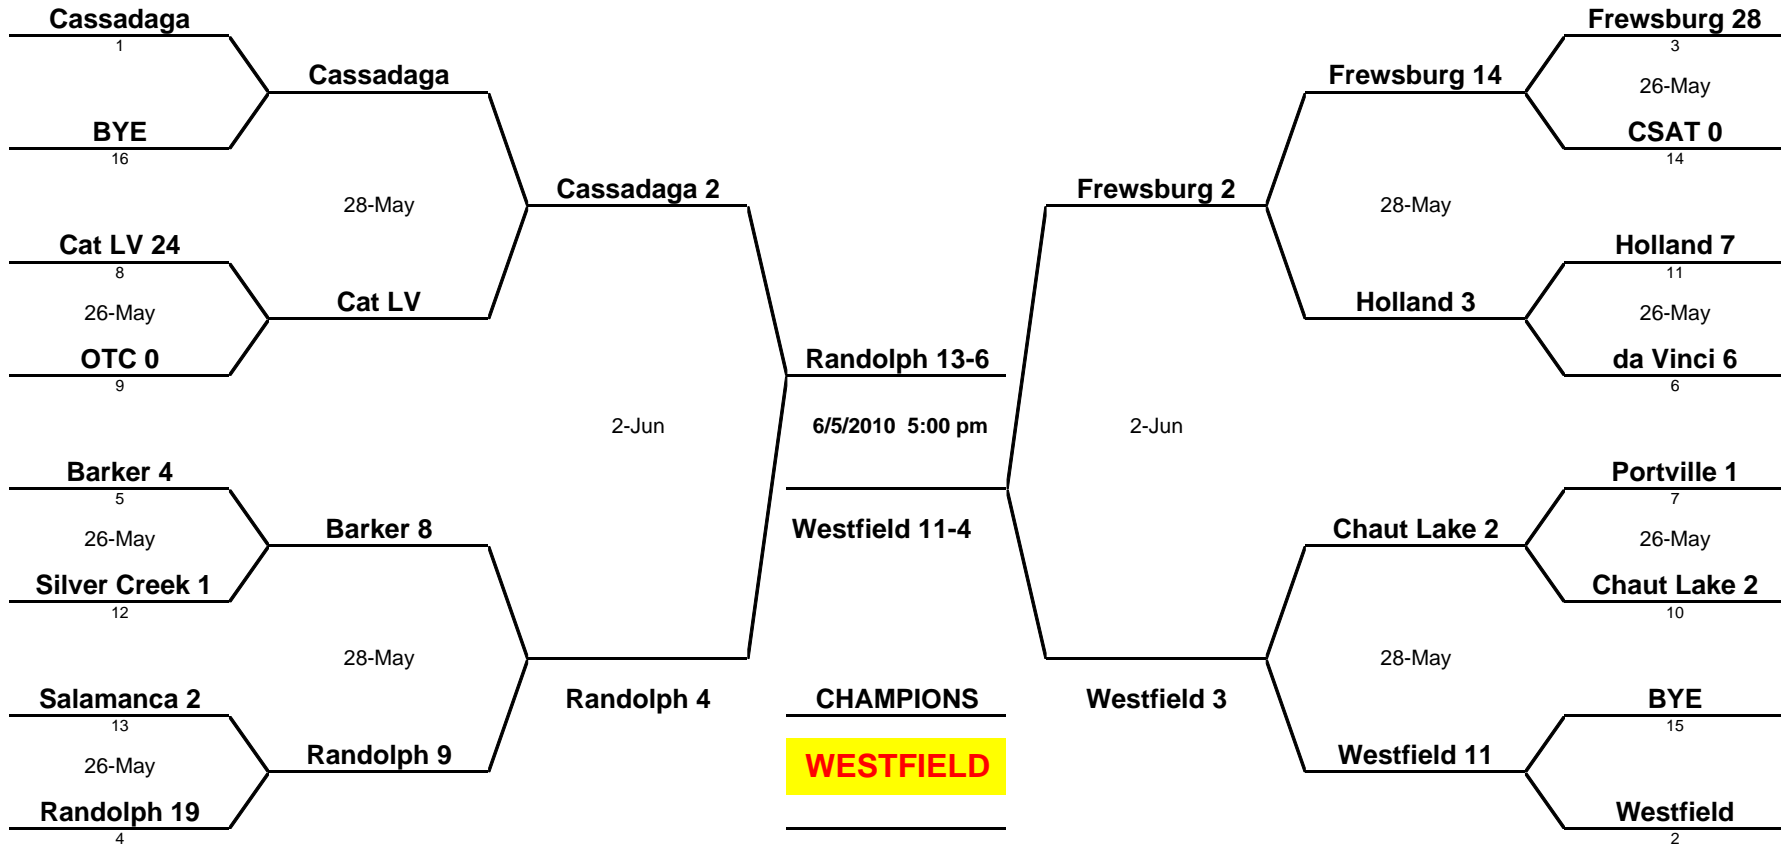 Cassadaga
1
BYE
16
Cassadaga
28-May
Cat LV 24
8
26-May
OTC 0
9
Cat LV
Cassadaga 2
2-Jun
Barker 4
5
26-May
Silver Creek 1
12
Barker 8
28-May
Salamanca 2
13
26-May
Randolph 19
4
Randolph 9
Randolph 4
Randolph 13-6
6/5/2010 5:00 pm
Westfield 11-4
CHAMPIONS
WESTFIELD
Frewsburg 2
2-Jun
Westfield 3
Frewsburg 14
28-May
Holland 3
Chaut Lake 2
28-May
Westfield 11
Frewsburg 28
3
26-May
CSAT 0
14
Holland 7
11
26-May
da Vinci 6
6
Portville 1
7
26-May
Chaut Lake 2
10
BYE
15
Westfield
2